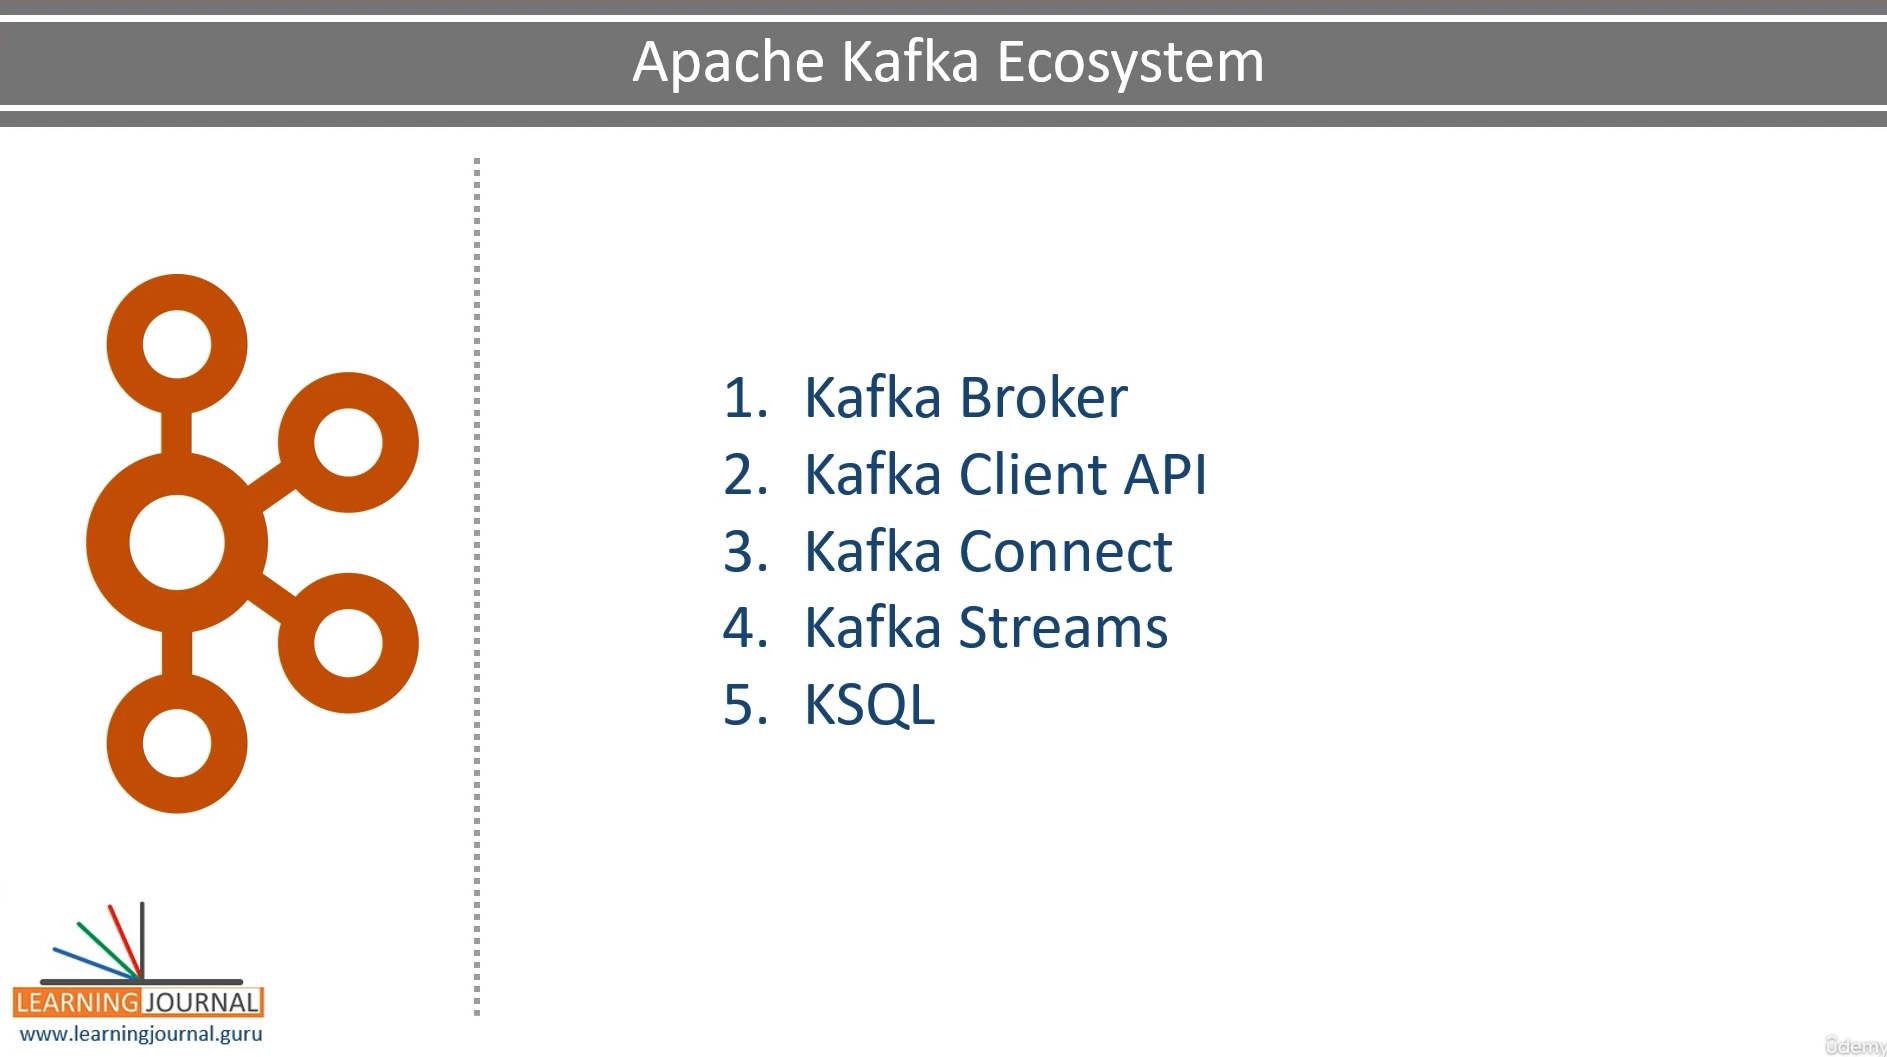 Apache Kafka Ecosystem
1. Kafka Broker
2. Kafka Client API
3. Kafka Connect
4. Kafka Streams
5. KSQL
LEARNING JOURNAL
www.learningjournal.guru
ûdemy